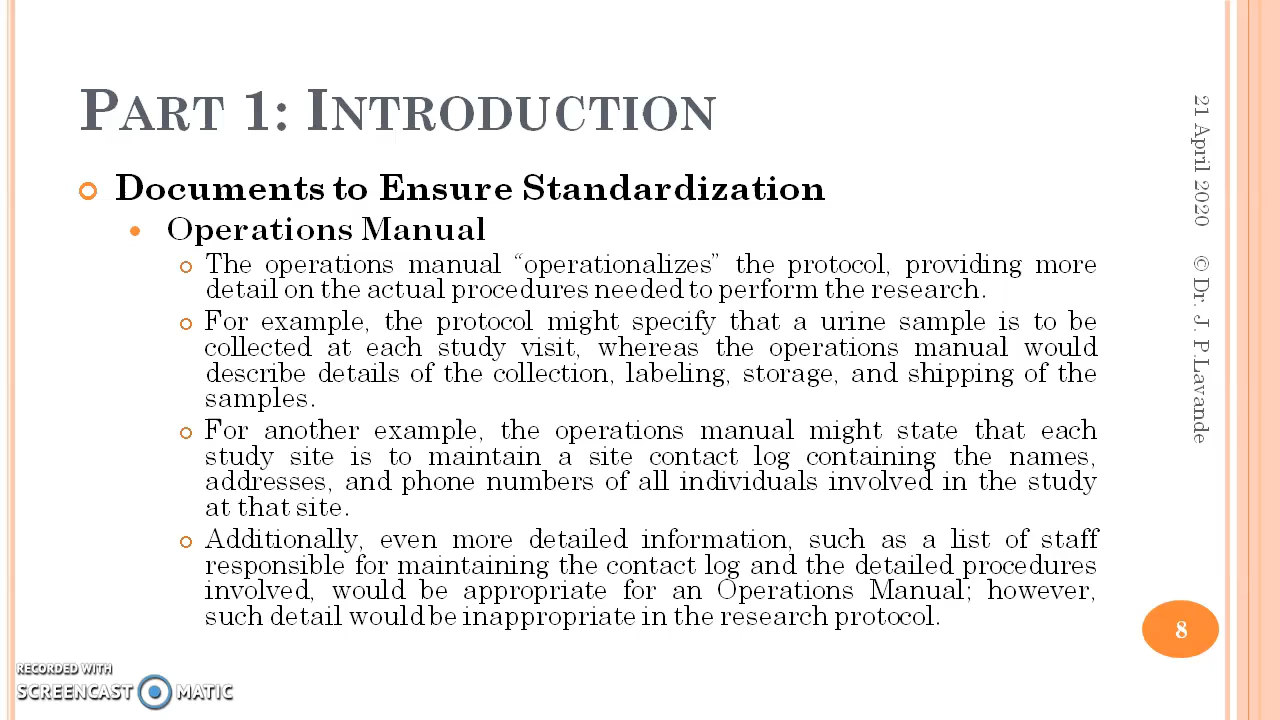 PART 1: INTRODUCTION
Documents to Ensure Standardization
Operations Manual
The operations manual “operationalizes” the protocol, providing more
detail on the actual procedures needed to perform the research.
For example, the protocol might specify that a urine sample is to be
collected at each study visit, whereas the operations manual would
describe details of the collection, labeling, storage, and shipping of the
samples.
For another example, the operations manual might state that each
study site is to maintain a site contact log containing the names,
addresses, and phone numbers of all individuals involved in the study
at that site.
Additionally, even more detailed information, such as a list of staff
responsible for maintaining the contact log and the detailed procedures
involved, would be appropriate for an Operations Manual; however,
such detail would be inappropriate in the research protocol.
21 April 2020 © Dr. J. P.Lavande
8
RECORDED WITH
SCREENCAST MATIC